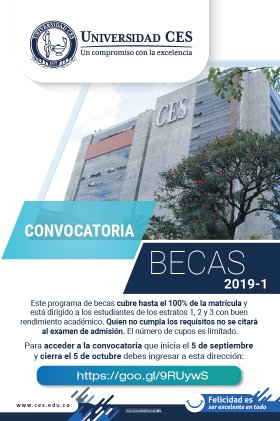 UNIVERSIDAD CES
Un compromiso con la excelencia
CES
CONVOCATORIA
BECAS
2019-1
Este programa de becas cubre hasta el 100% de la matrícula y
está dirigido a los estudiantes de los estratos 1, 2 y 3 con buen
rendimiento académico. Quien no cumpla los requisitos no se citará
al examen de admisión. El número de cupos es limitado.
Para acceder a la convocatoria que inicia el 5 de septiembre
y cierra el 5 de octubre debes ingresar a esta dirección:
https://goo.gl/9RUywS
www.ces.edu.co
Felicidad es
ser excelente en todo